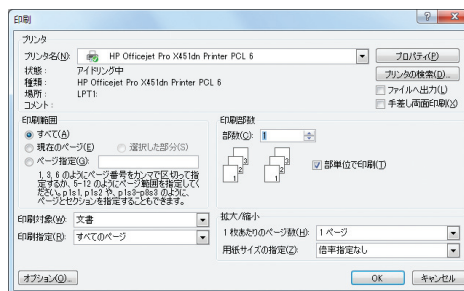 印刷
プリンタ
プリンタ名(N): HP Officejet Pro X451dn Printer PCL 6 プロパティ(P)
状態: アイドリング中 プリンタの検索(D)...
種類: HP Officejet Pro X451dn Printer PCL 6
場所: LPT1: ファイルへ出力(L)
コメント: 手差し両面印刷(X)
印刷範囲
すべて(A)
現在のページ(E) 選択した部分(S)
ページ指定(G):
1, 3, 6 のようにページ番号をカンマで区切って指
定するか、5-12 のようにページ範囲を指定してく
ださい。p1s1, p1s2 や、p1s3-p8s3 のように、
ページとセクションを指定することもできます。
印刷部数
部数(C): 1
部単位で印刷(T)
1 2 3
1 2 3
印刷対象(W): 文書
印刷指定(R): すべてのページ
拡大/縮小
1 枚あたりのページ数(H): 1 ページ
用紙サイズの指定(Z): 倍率指定なし
オプション(O)... OK キャンセル